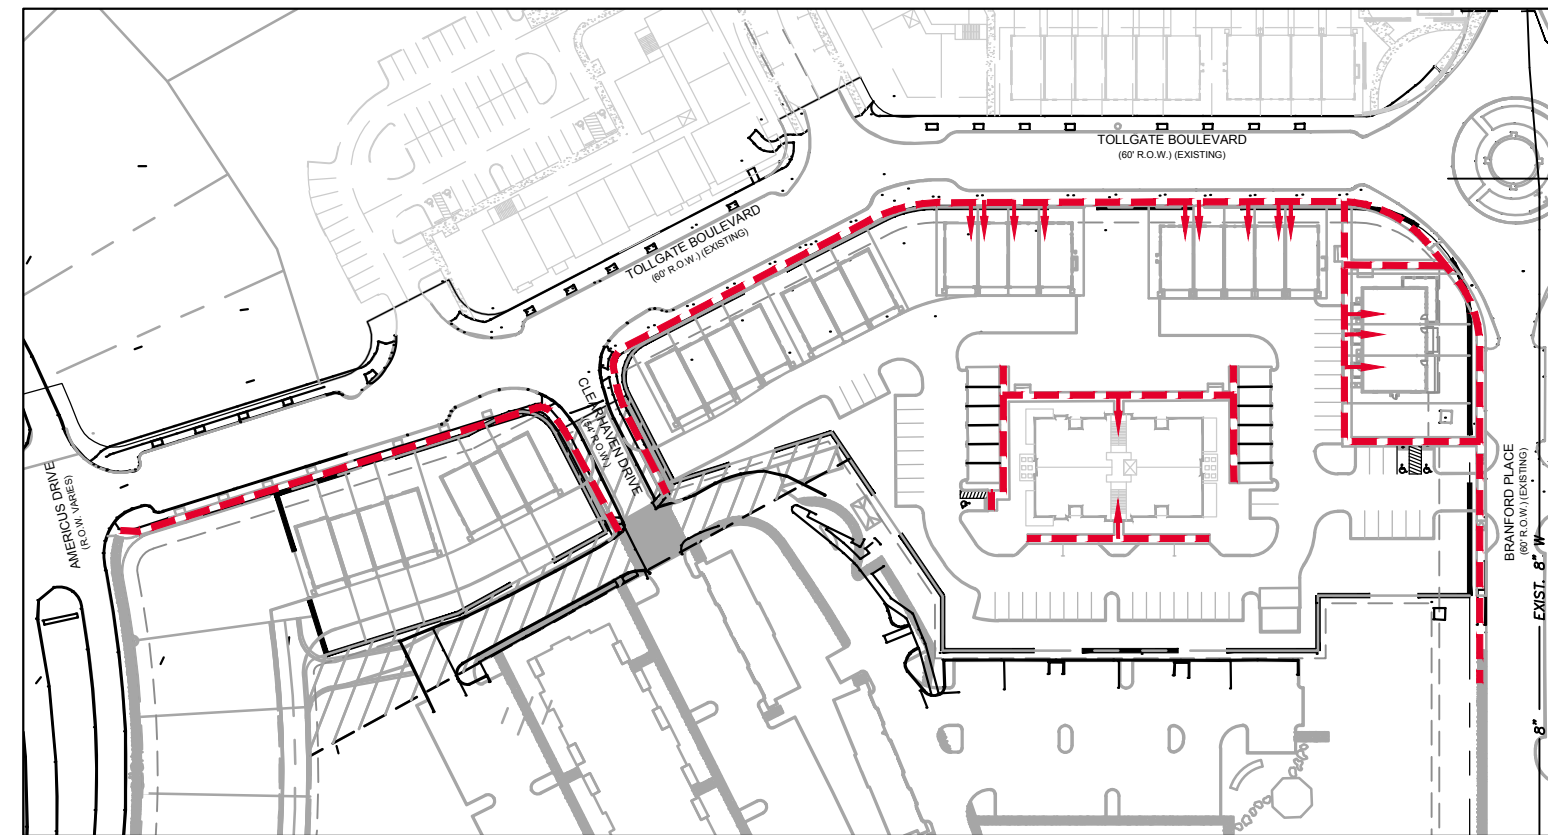 TOLLGATE BOULEVARD
(60' R.O.W.) (EXISTING)
TOLLGATE BOULEVARD
(60' R.O.W.) (EXISTING)
CLEARHAVEN DRIVE
(54' R.O.W.)
AMERICUS DRIVE
(R.O.W. VARIES)
BRANFORD PLACE
(60' R.O.W.) (EXISTING)
8" EXIST. 8" W